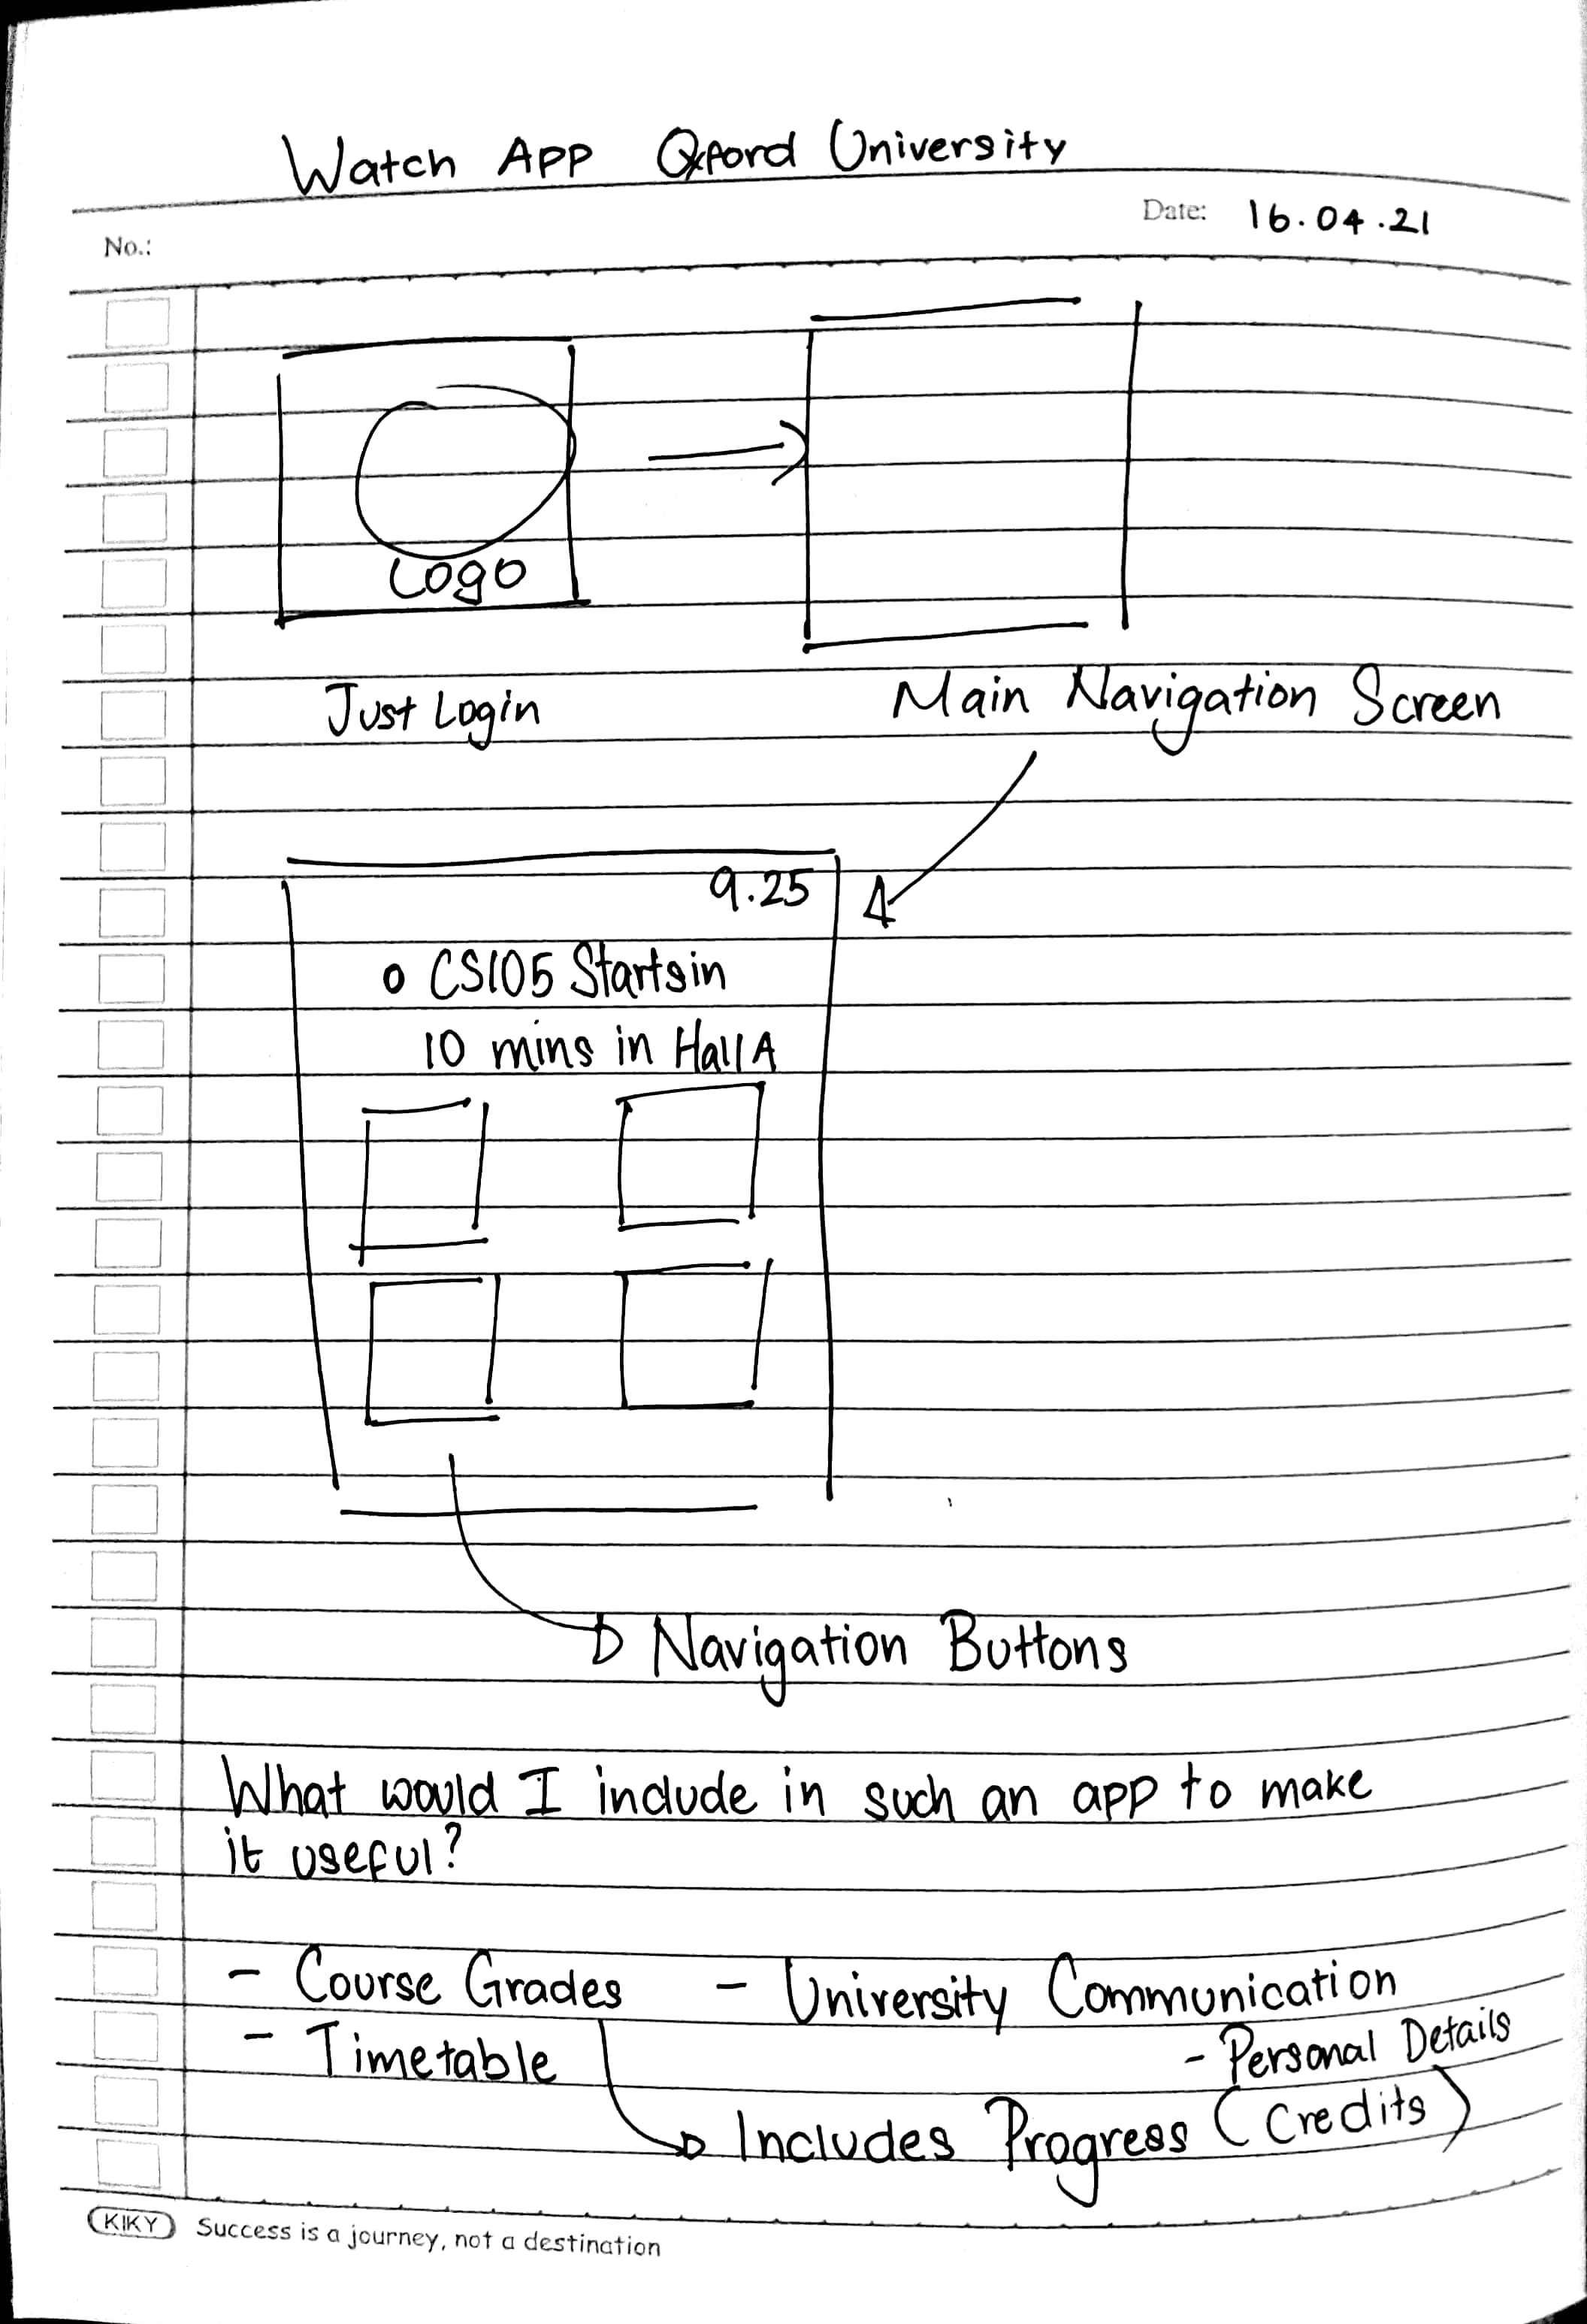 Watch App Oxford University
Date: 16.04.21
No.:
Logo
Just Login
Main Navigation Screen
9.25
o CS105 Starts in
10 mins in Hall A
Navigation Buttons
What would I include in such an app to make
it useful?
- Course Grades - University Communication
- Timetable - Personal Details
Includes Progress (Credits)
KIKY Success is a journey, not a destination